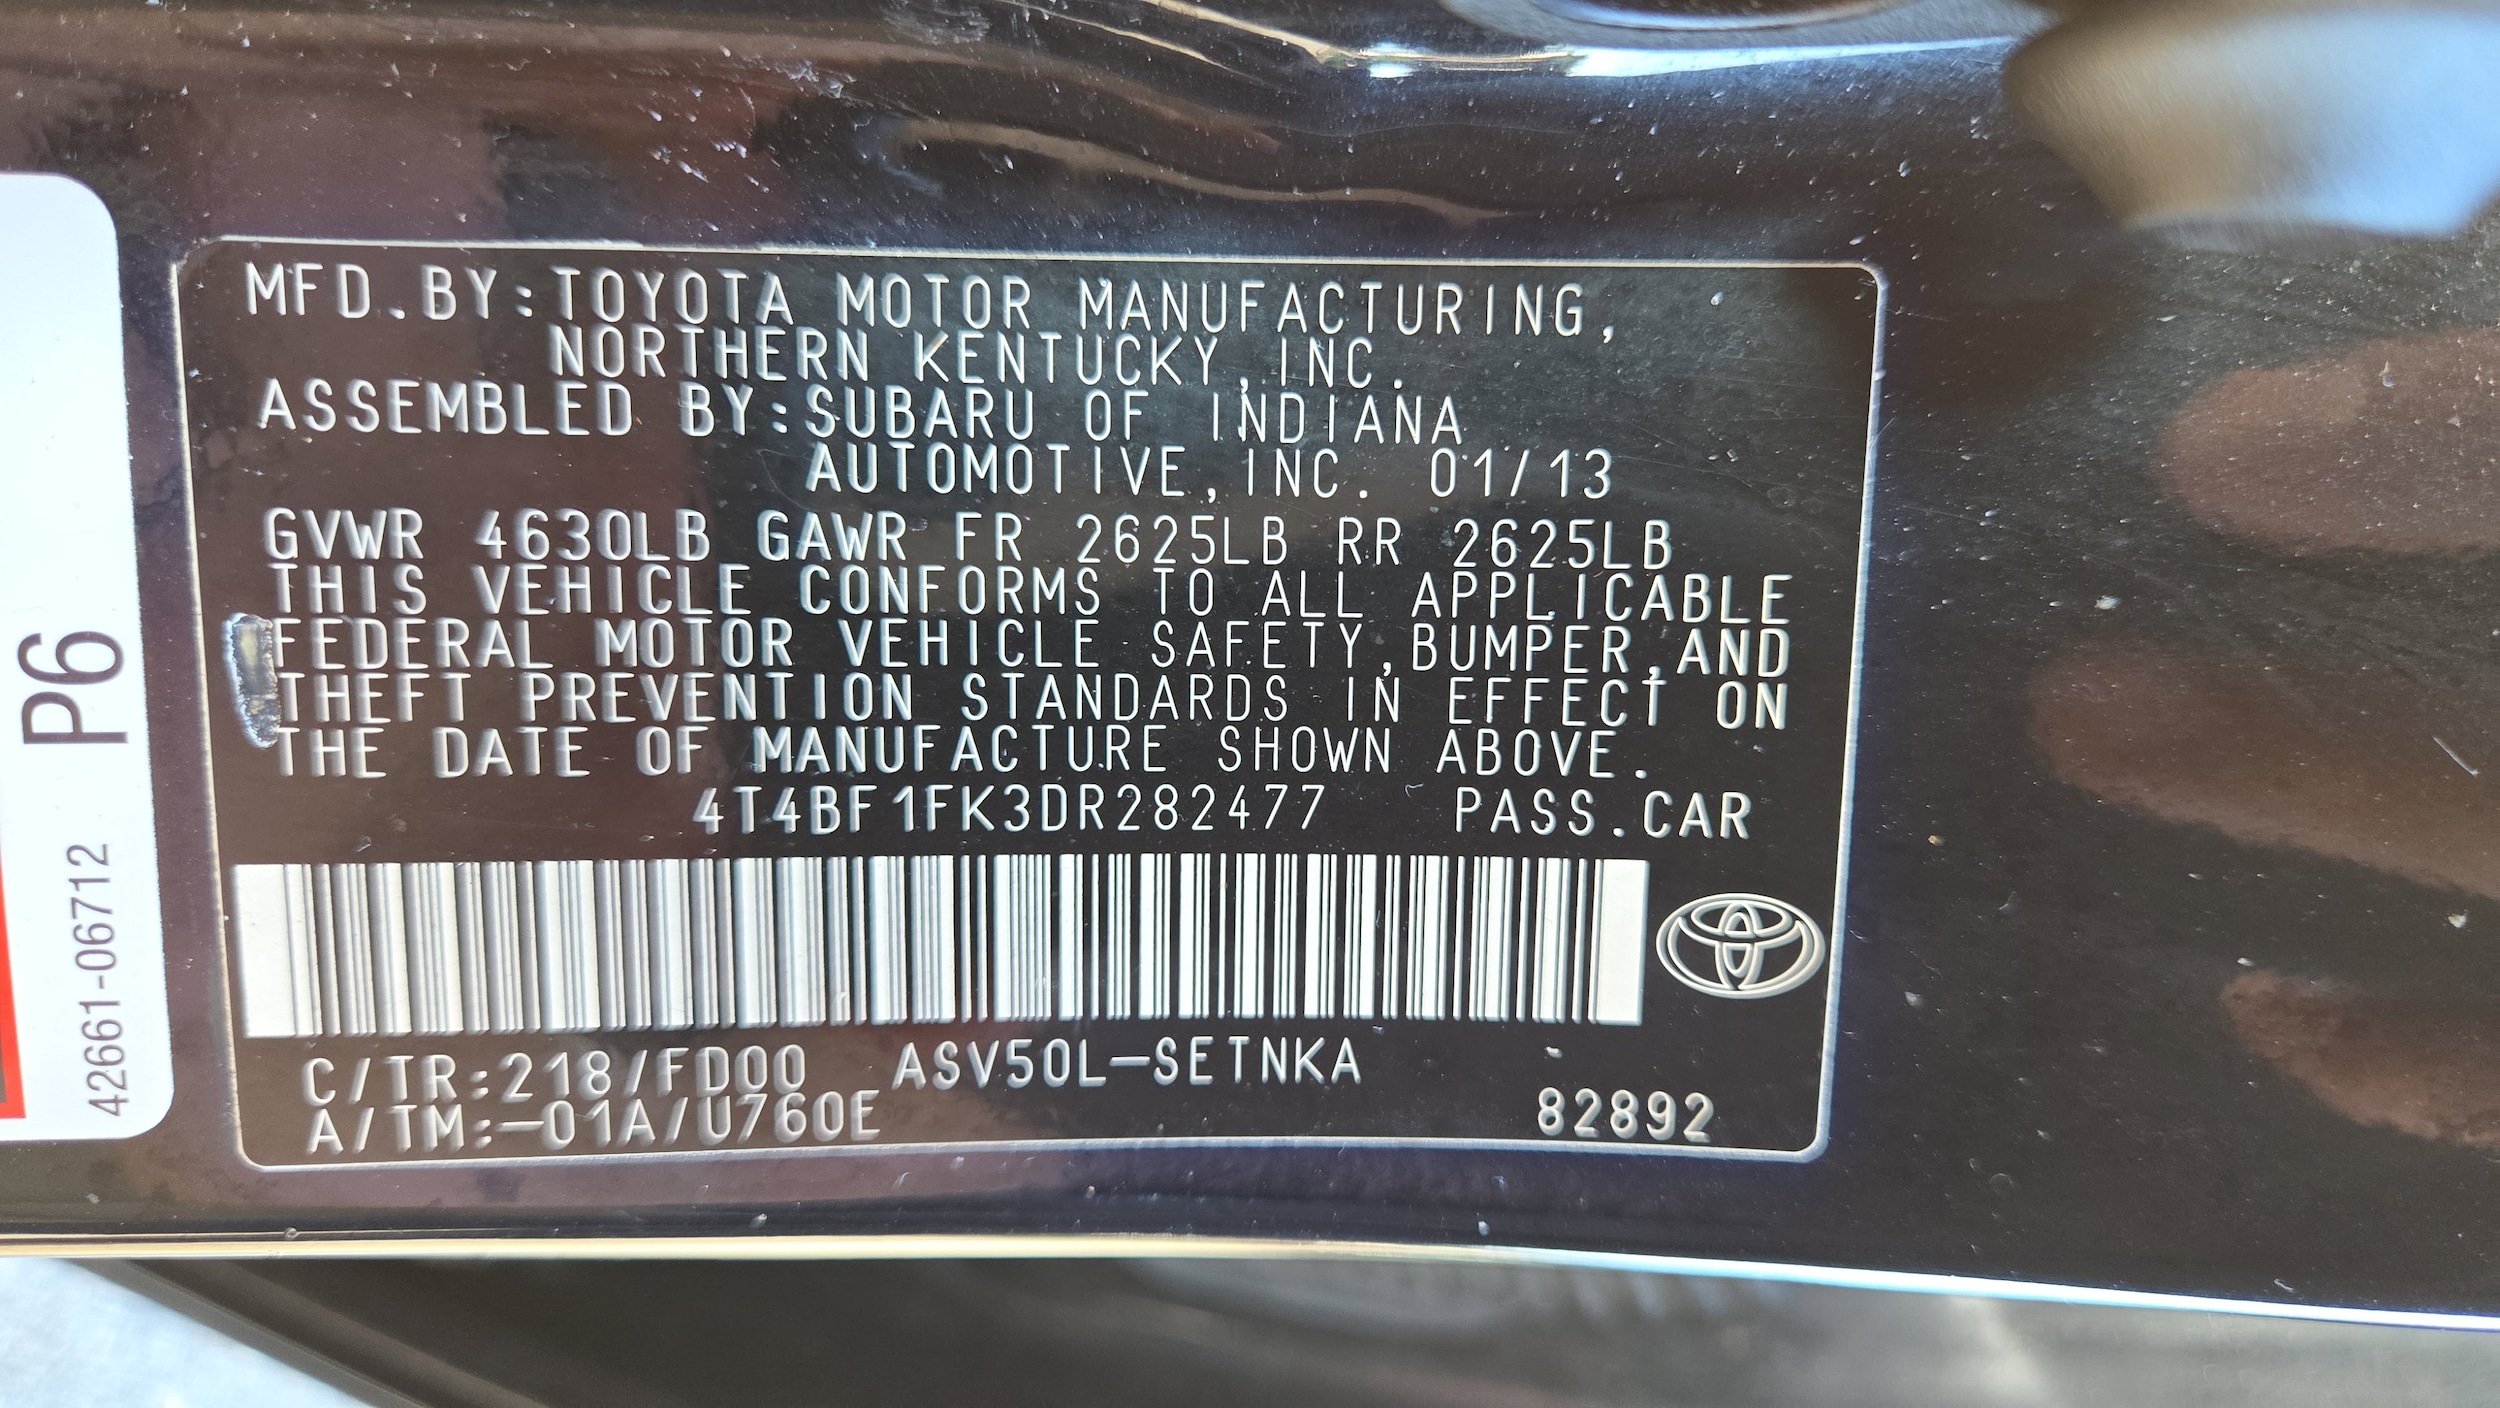 MFD.BY:TOYOTA MOTOR MANUFACTURING,
NORTHERN KENTUCKY,INC.
ASSEMBLED BY:SUBARU OF INDIANA
AUTOMOTIVE,INC. 01/13
GVWR 4630LB GAWR FR 2625LB RR 2625LB
THIS VEHICLE CONFORMS TO ALL APPLICABLE
FEDERAL MOTOR VEHICLE SAFETY,BUMPER,AND
THEFT PREVENTION STANDARDS IN EFFECT ON
THE DATE OF MANUFACTURE SHOWN ABOVE.
4T4BF1FK3DR282477 PASS.CAR
C/TR:218/FD00 ASV50L-SETNKA
A/TM:-01A/U760E 82892
P6
42661-06712